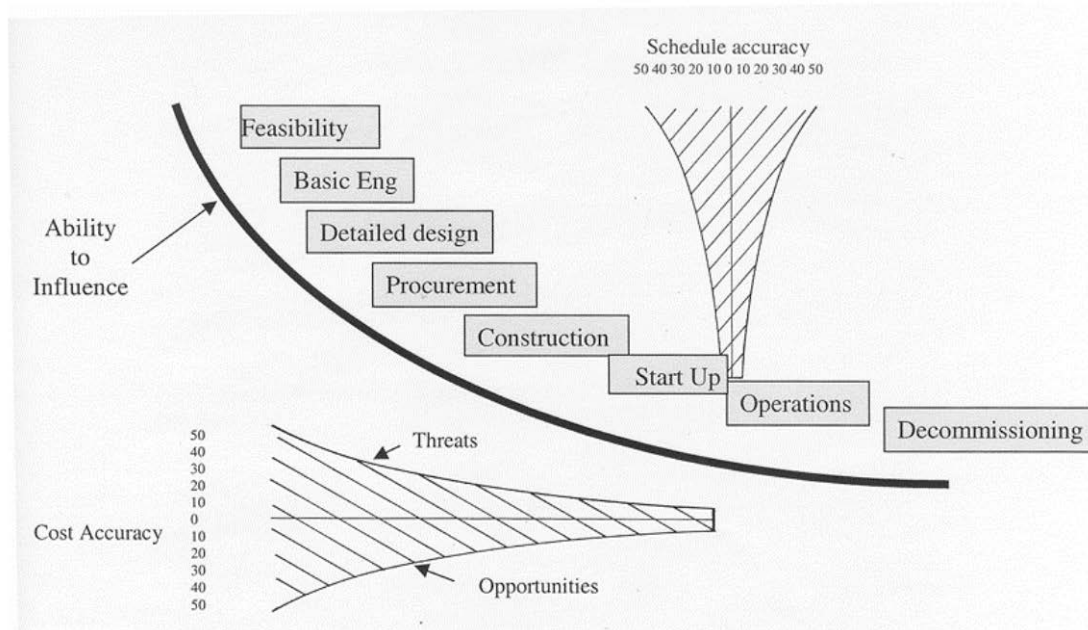 Schedule accuracy
50 40 30 20 10 0 10 20 30 40 50
Feasibility
Basic Eng
Detailed design
Procurement
Construction
Start Up
Operations
Decommissioning
Ability
to
Influence
Threats
50
40
30
20
10
0
10
20
30
40
50
Cost Accuracy
Opportunities